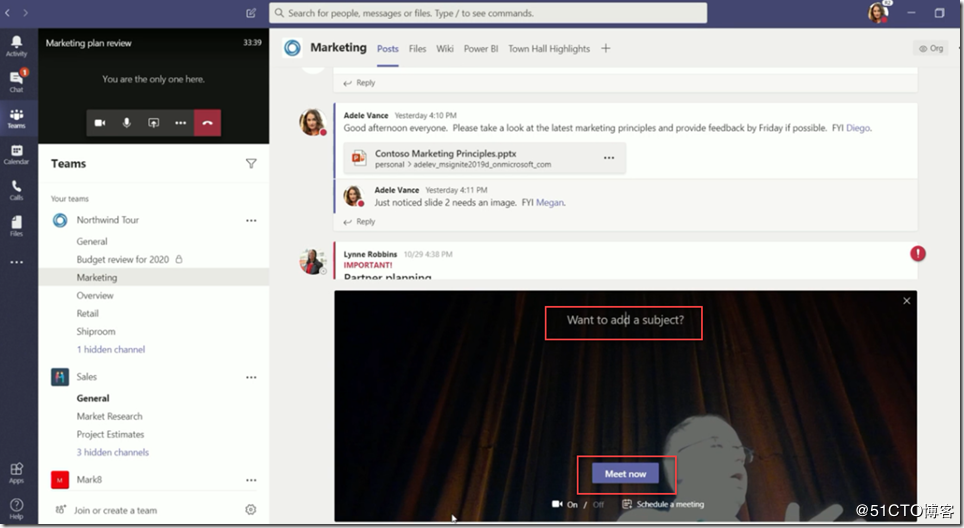 Search for people, messages or files. Type / to see commands.
Activity
Chat
1
Teams
Calendar
Calls
Files
Apps
Help
Marketing plan review 33:39
You are the only one here.
Teams
Your teams
Northwind Tour
General
Budget review for 2020
Marketing
Overview
Retail
Shiproom
1 hidden channel
Sales
General
Market Research
Project Estimates
3 hidden channels
M Mark8
Join or create a team
Marketing Posts Files Wiki Power BI Town Hall Highlights + Org
Reply
Adele Vance Yesterday 4:10 PM
Good afternoon everyone. Please take a look at the latest marketing principles and provide feedback by Friday if possible. FYI Diego.
Contoso Marketing Principles.pptx
personal > adelev_msignite2019d_onmicrosoft_com
Adele Vance Yesterday 4:11 PM
Just noticed slide 2 needs an image. FYI Megan.
Reply
Lynne Robbins 10/29 4:38 PM
IMPORTANT!
Partner planning
Want to add a subject?
Meet now
On / Off Schedule a meeting
@51CTO博客